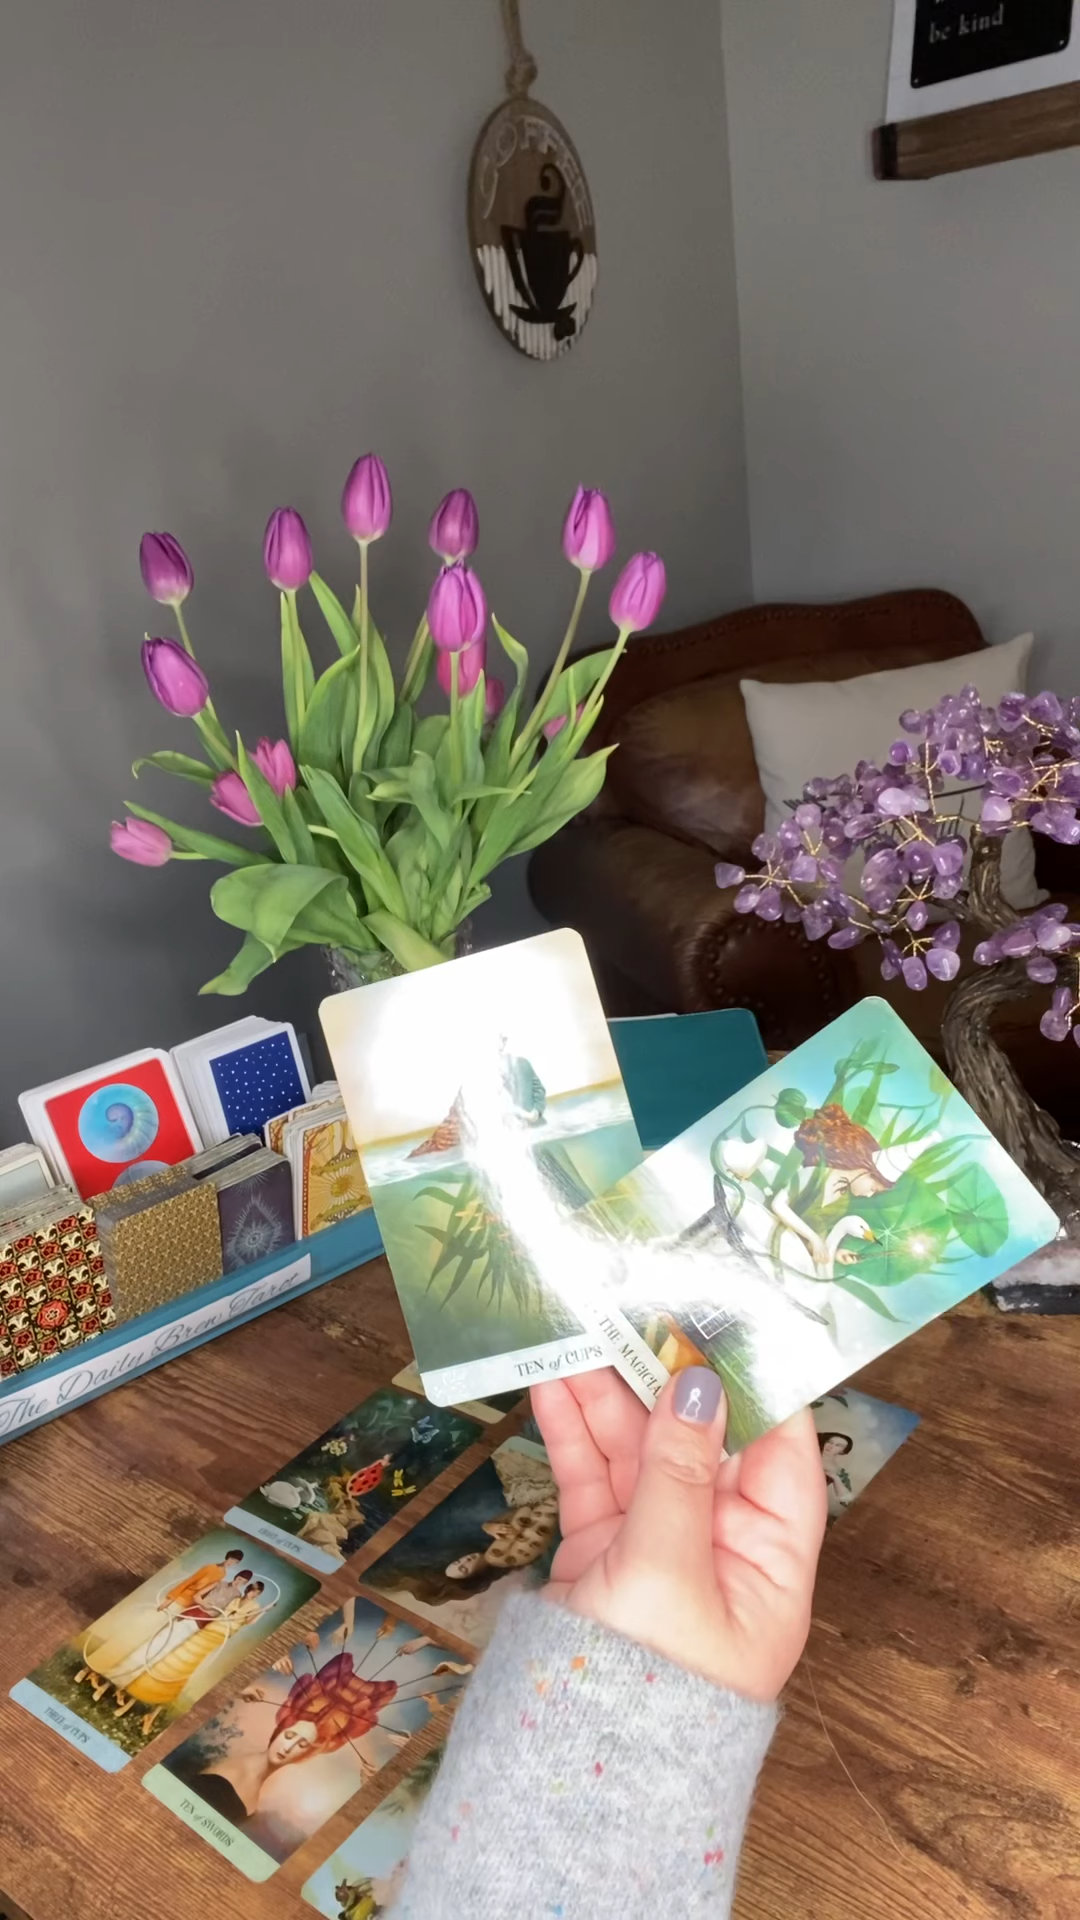 be kind
COFFEE
The Daily Brew Tarot
TEN of CUPS
THE MAGICIA
THREE of CUPS
TEN of SWORDS